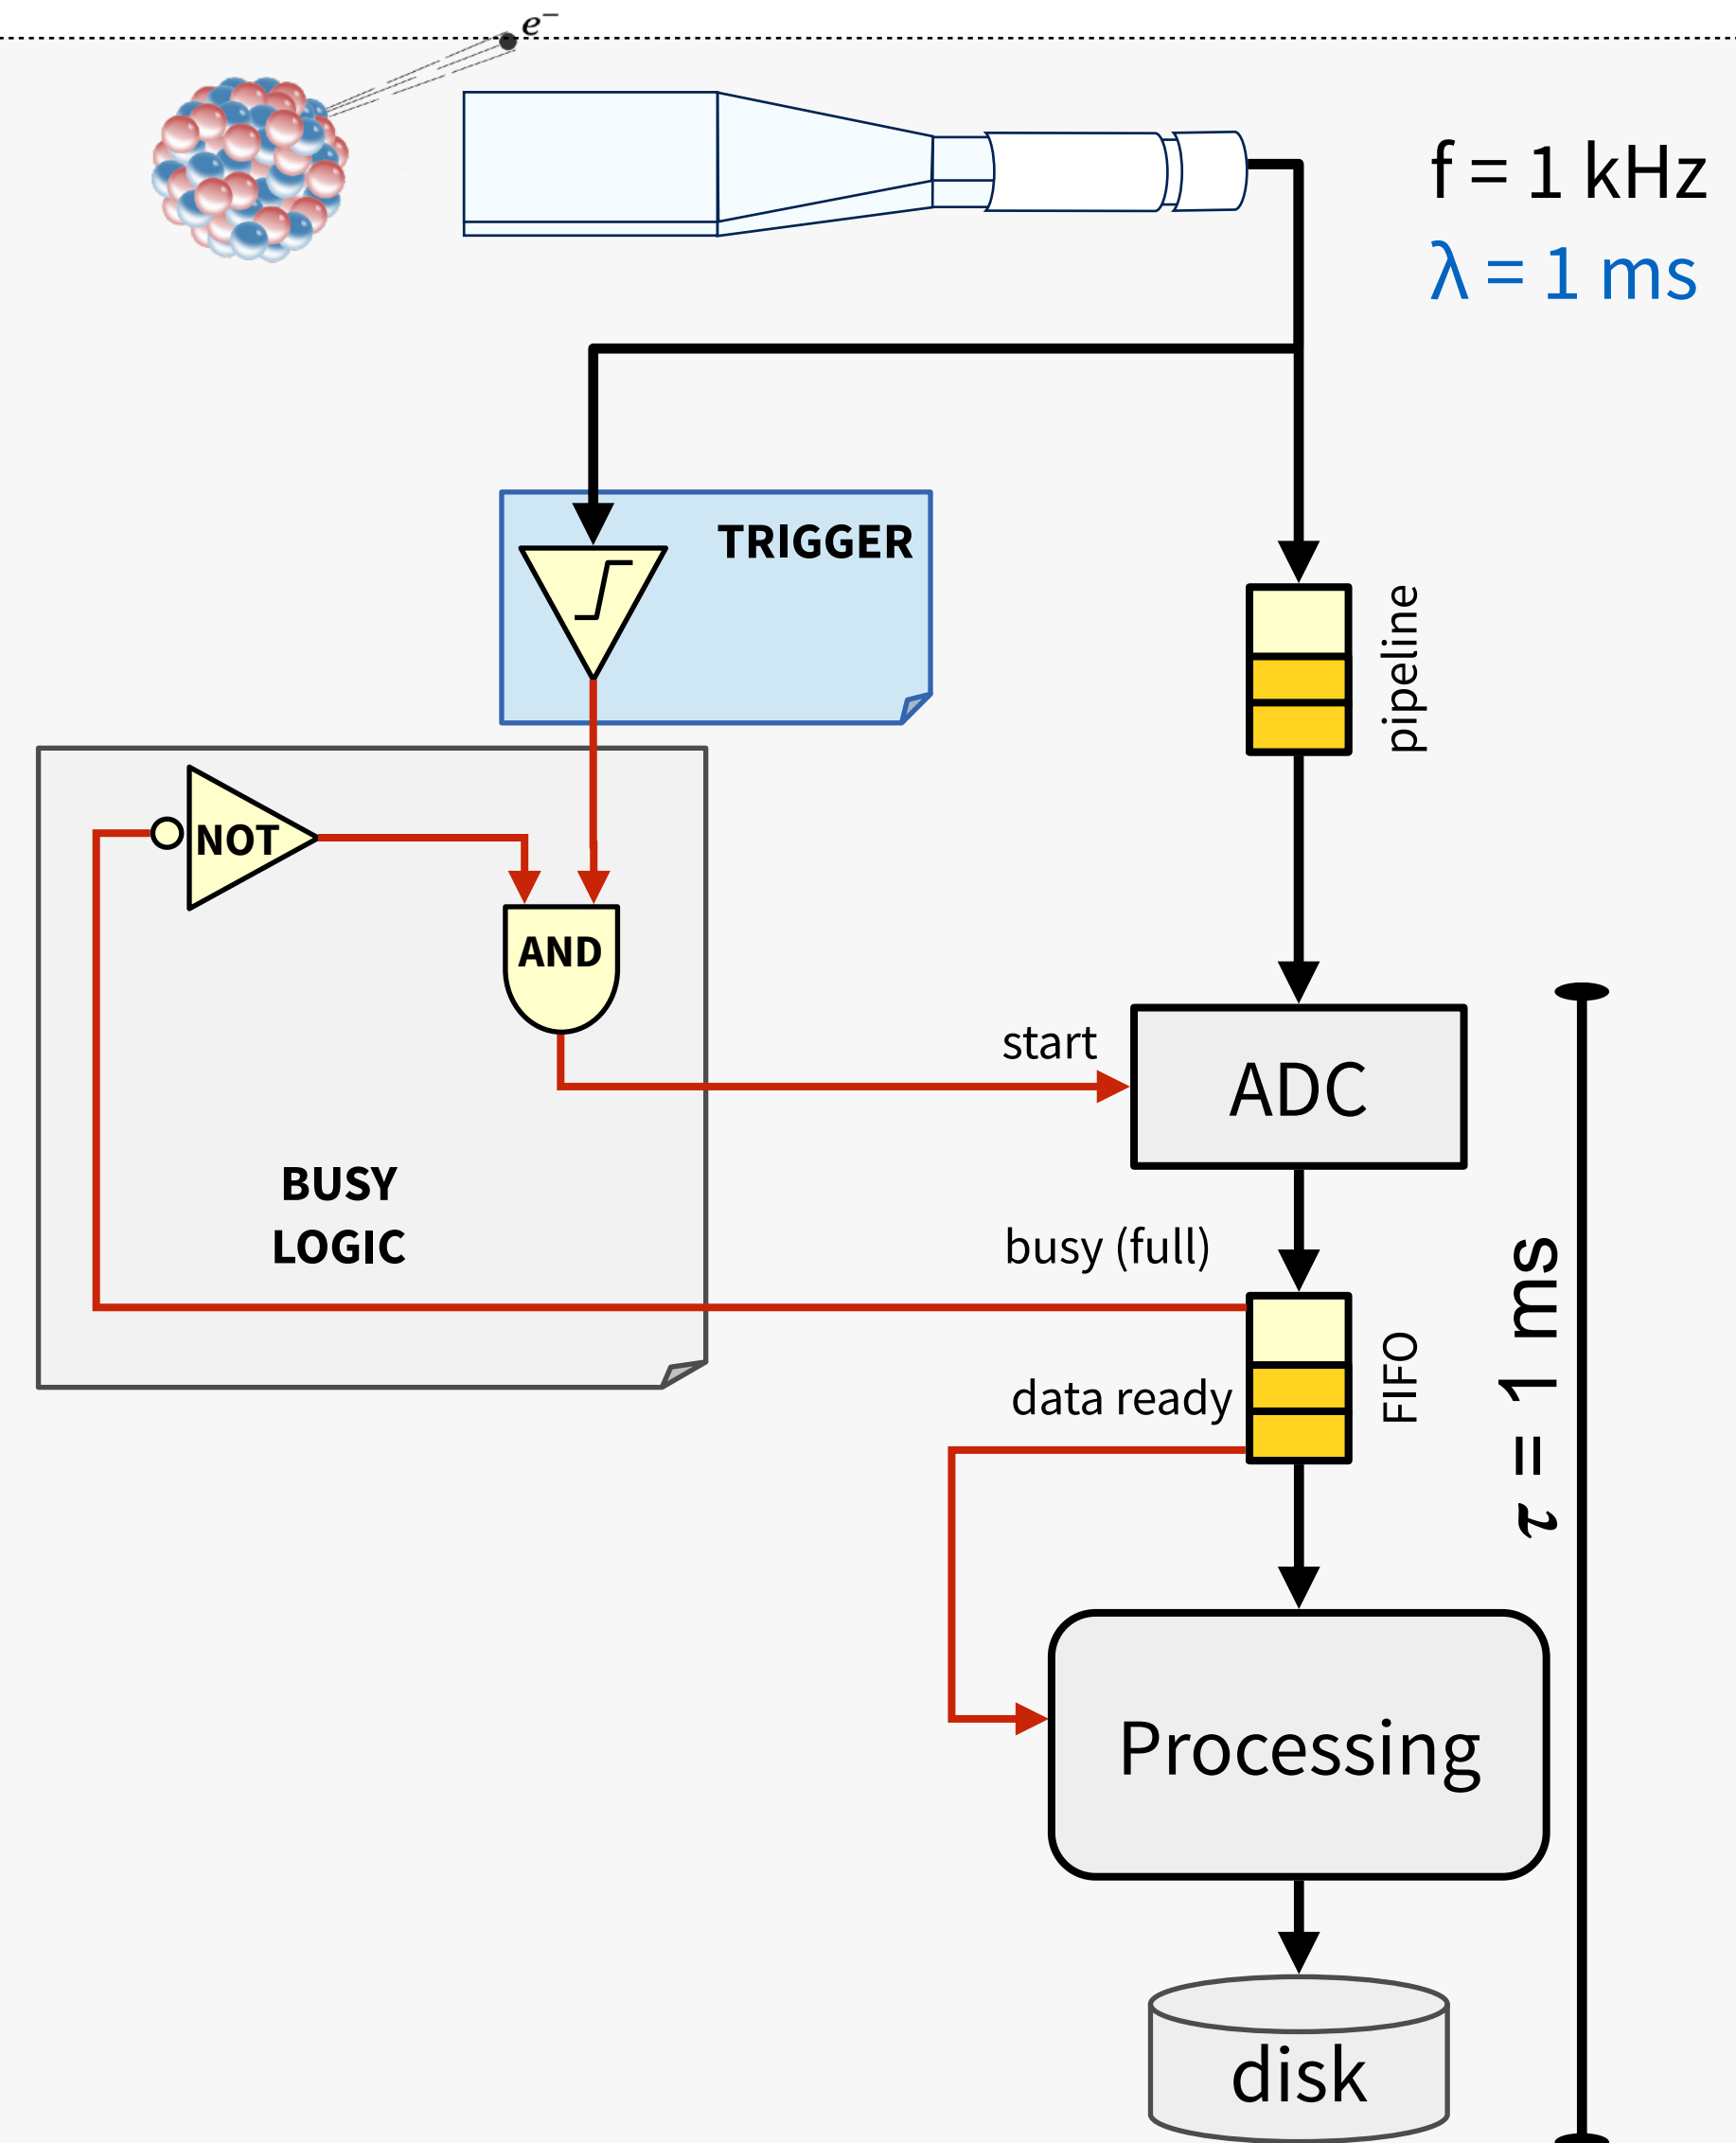 e⁻
f = 1 kHz
λ = 1 ms
TRIGGER
pipeline
NOT
AND
start
ADC
BUSY
LOGIC
busy (full)
FIFO
data ready
τ = 1 ms
Processing
disk